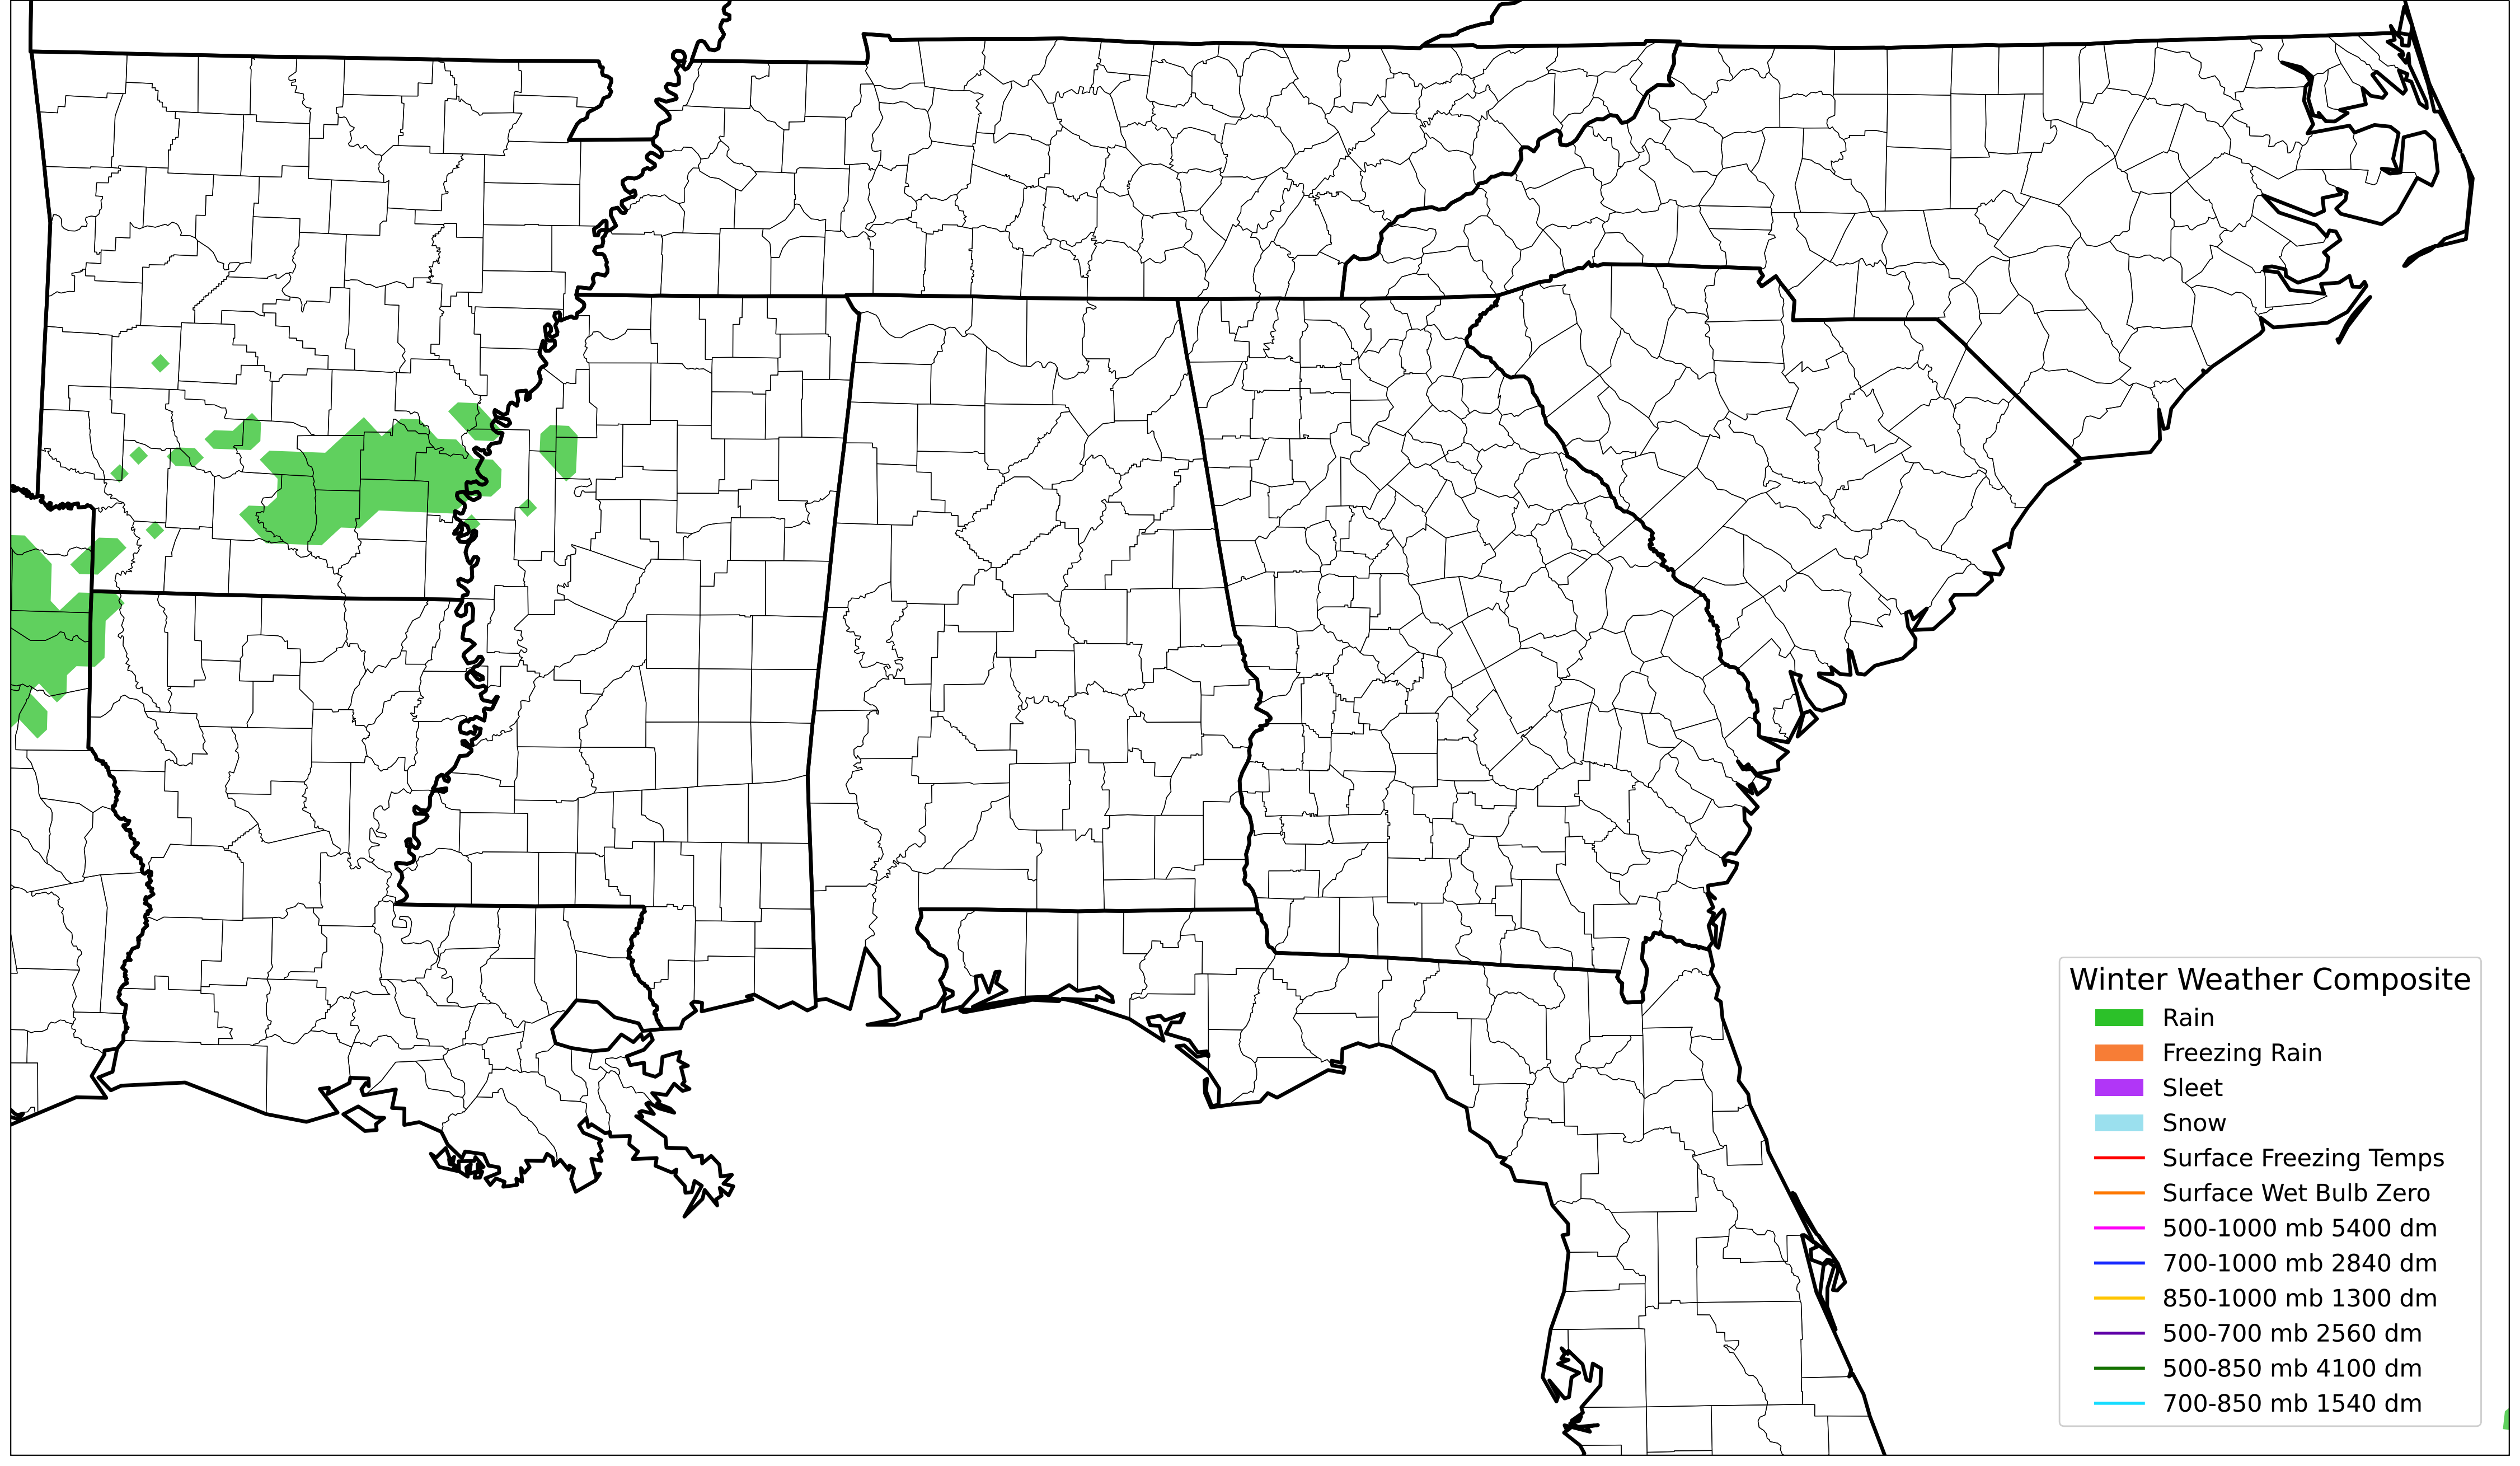 Winter Weather Composite
Rain
Freezing Rain
Sleet
Snow
Surface Freezing Temps
Surface Wet Bulb Zero
500-1000 mb 5400 dm
700-1000 mb 2840 dm
850-1000 mb 1300 dm
500-700 mb 2560 dm
500-850 mb 4100 dm
700-850 mb 1540 dm